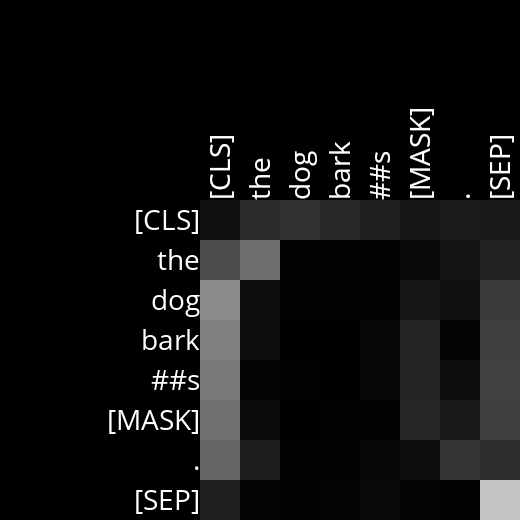 [CLS] the dog bark ##s [MASK] . [SEP]
[CLS]
the
dog
bark
##s
[MASK]
.
[SEP]